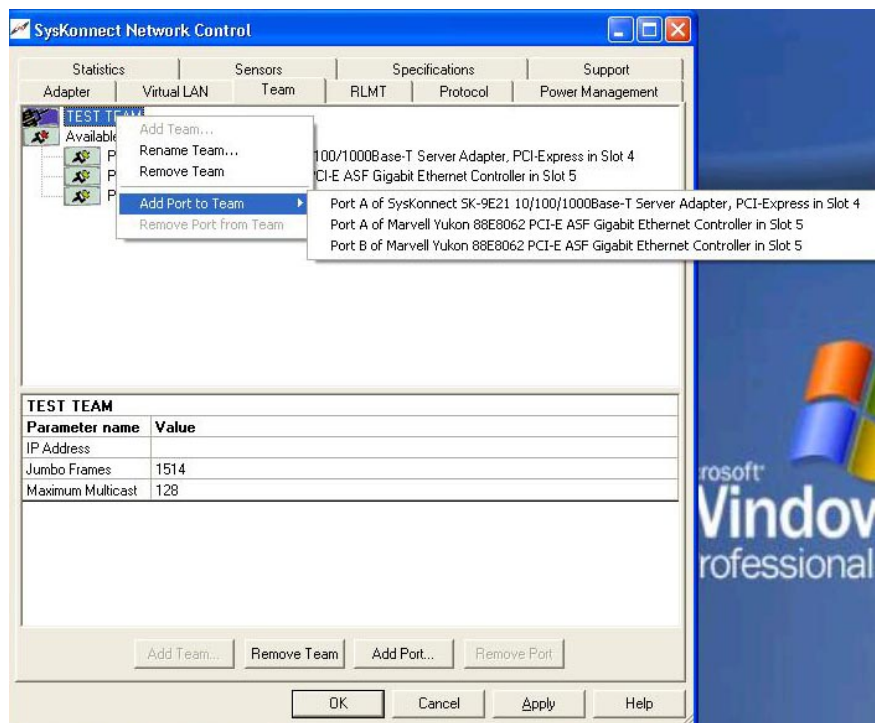 SysKonnect Network Control
Statistics Sensors Specifications Support
Adapter Virtual LAN Team RLMT Protocol Power Management
TEST TEAM
Available
P
100/1000Base-T Server Adapter, PCI-Express in Slot 4
P
CI-E ASF Gigabit Ethernet Controller in Slot 5
P
Add Team...
Rename Team...
Remove Team
Add Port to Team
Remove Port from Team
Port A of SysKonnect SK-9E21 10/100/1000Base-T Server Adapter, PCI-Express in Slot 4
Port A of Marvell Yukon 88E8062 PCI-E ASF Gigabit Ethernet Controller in Slot 5
Port B of Marvell Yukon 88E8062 PCI-E ASF Gigabit Ethernet Controller in Slot 5
TEST TEAM
Parameter name Value
IP Address
Jumbo Frames 1514
Maximum Multicast 128
Add Team... Remove Team Add Port... Remove Port
OK Cancel Apply Help
rosoft
Window
rofessional